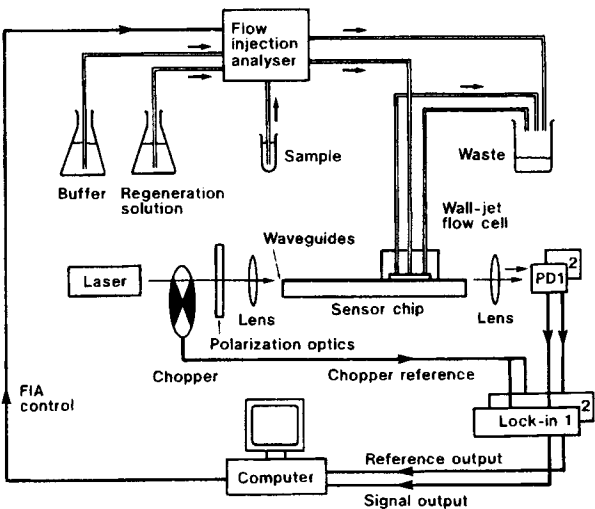 Flow
injection
analyser
Sample
Waste
Buffer
Regeneration
solution
Wall-jet
flow cell
Waveguides
Laser
Lens
Sensor chip
Lens
PD1
2
Polarization optics
Chopper
Chopper reference
FIA
control
2
Lock-in 1
Computer
Reference output
Signal output